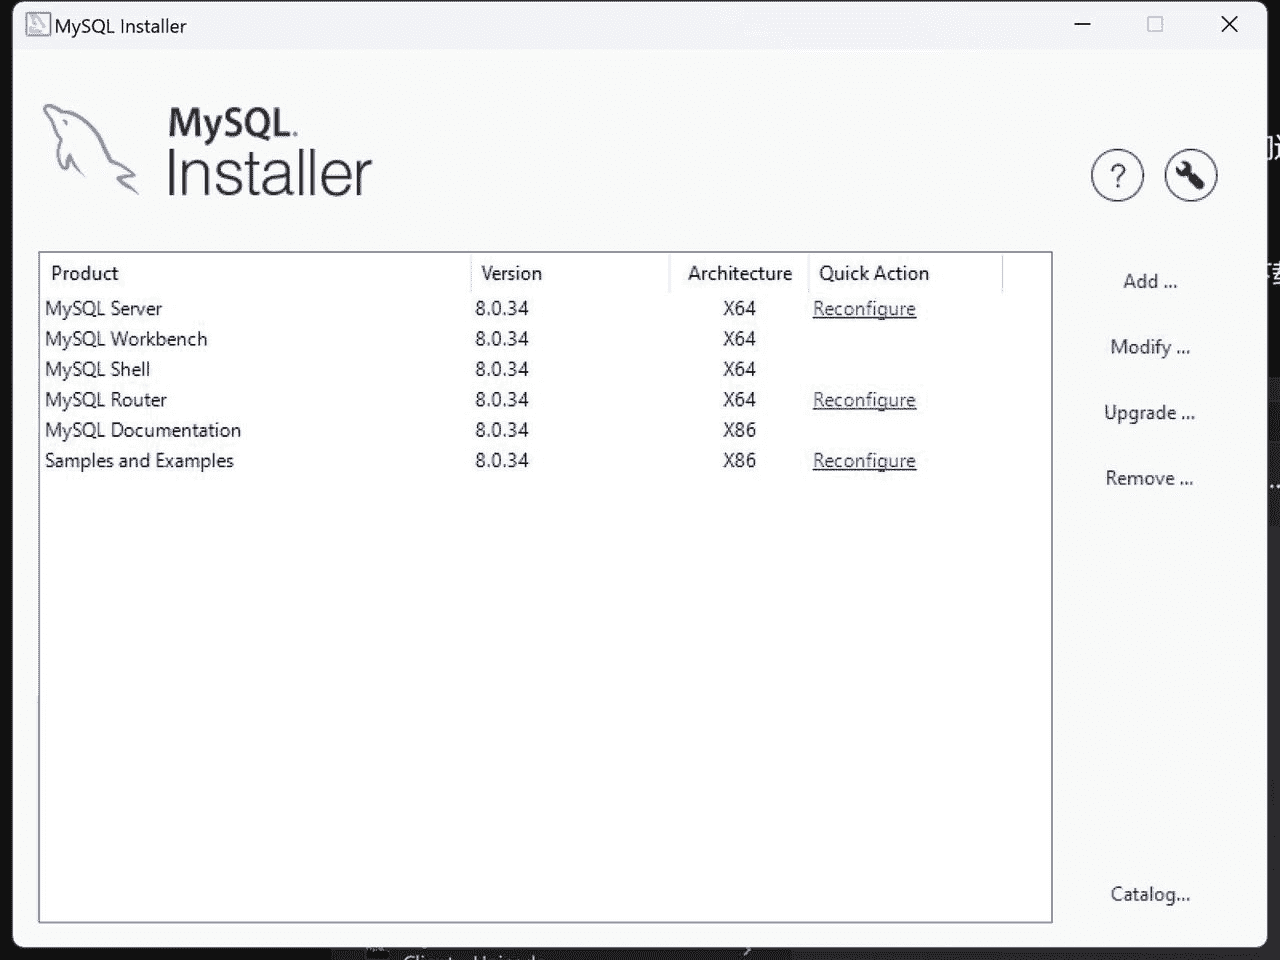 MySQL Installer
MySQL.
Installer
?
Product Version Architecture Quick Action
MySQL Server 8.0.34 X64 Reconfigure
MySQL Workbench 8.0.34 X64
MySQL Shell 8.0.34 X64
MySQL Router 8.0.34 X64 Reconfigure
MySQL Documentation 8.0.34 X86
Samples and Examples 8.0.34 X86 Reconfigure
Add ...
Modify ...
Upgrade ...
Remove ...
Catalog...